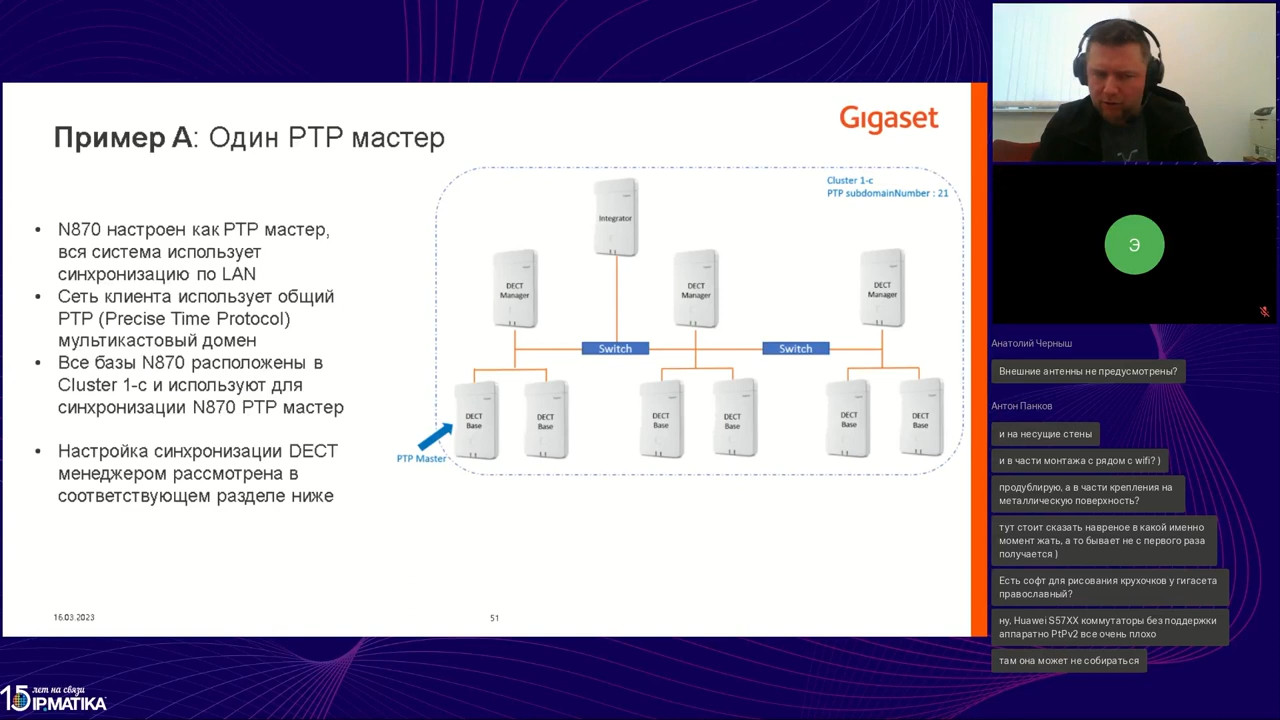 Gigaset
Пример А: Один PTP мастер
• N870 настроен как PTP мастер,
вся система использует
синхронизацию по LAN
• Сеть клиента использует общий
PTP (Precise Time Protocol)
мультикастовый домен
• Все базы N870 расположены в
Cluster 1-c и используют для
синхронизации N870 PTP мастер
• Настройка синхронизации DECT
менеджером рассмотрена в
соответствующем разделе ниже
Cluster 1-c
PTP subdomainNumber : 21
Integrator
DECT
Manager
DECT
Manager
DECT
Manager
Switch
Switch
DECT
Base
DECT
Base
DECT
Base
DECT
Base
DECT
Base
DECT
Base
PTP Master
16.03.2023
51
15 лет на связи
IPMATIKA
Э
Анатолий Черныш
Внешние антенны не предусмотрены?
Антон Панков
и на несущие стены
и в части монтажа с рядом с wifi? )
продублирую, а в части крепления на
металлическую поверхность?
тут стоит сказать навреное в какой именно
момент жать, а то бывает не с первого раза
получается )
Есть софт для рисования крухочков у гигасета
православный?
ну, Huawei S57XX коммутаторы без поддержки
аппаратно PtPv2 все очень плохо
там она может не собираться